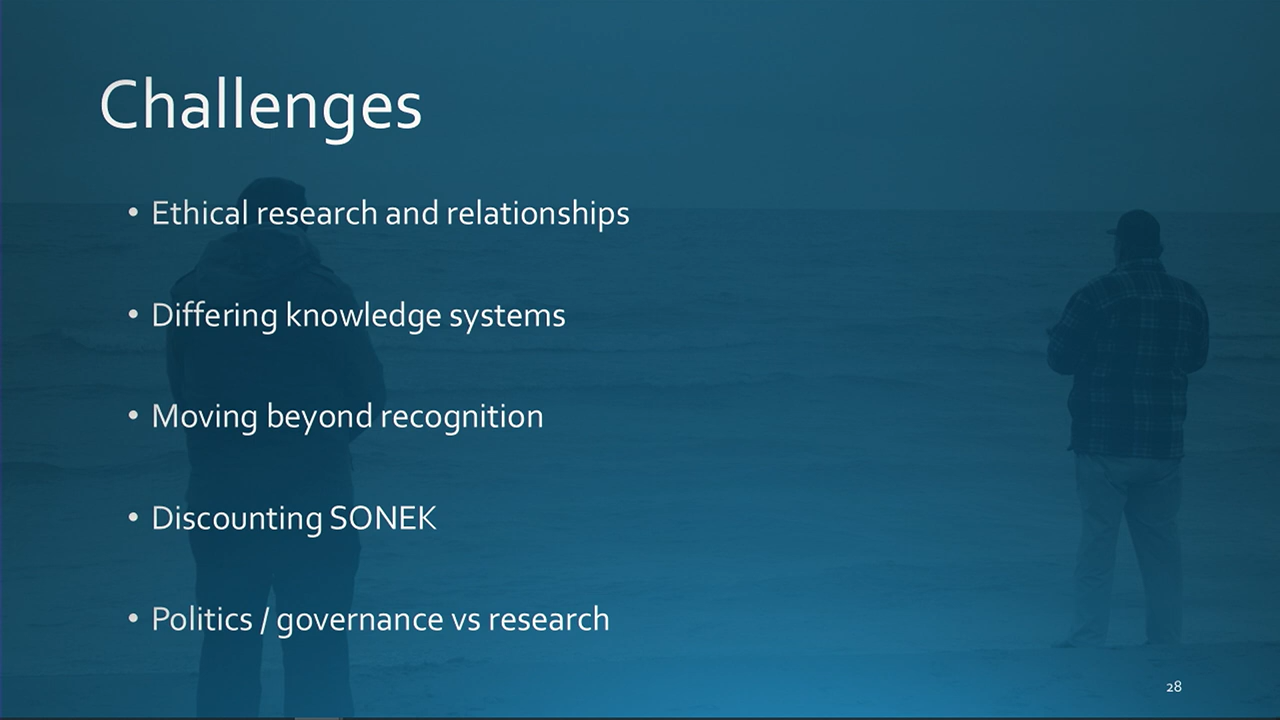 Challenges
• Ethical research and relationships
• Differing knowledge systems
• Moving beyond recognition
• Discounting SONEK
• Politics / governance vs research
28